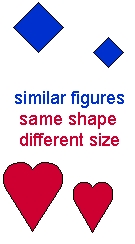 similar figures
same shape
different size